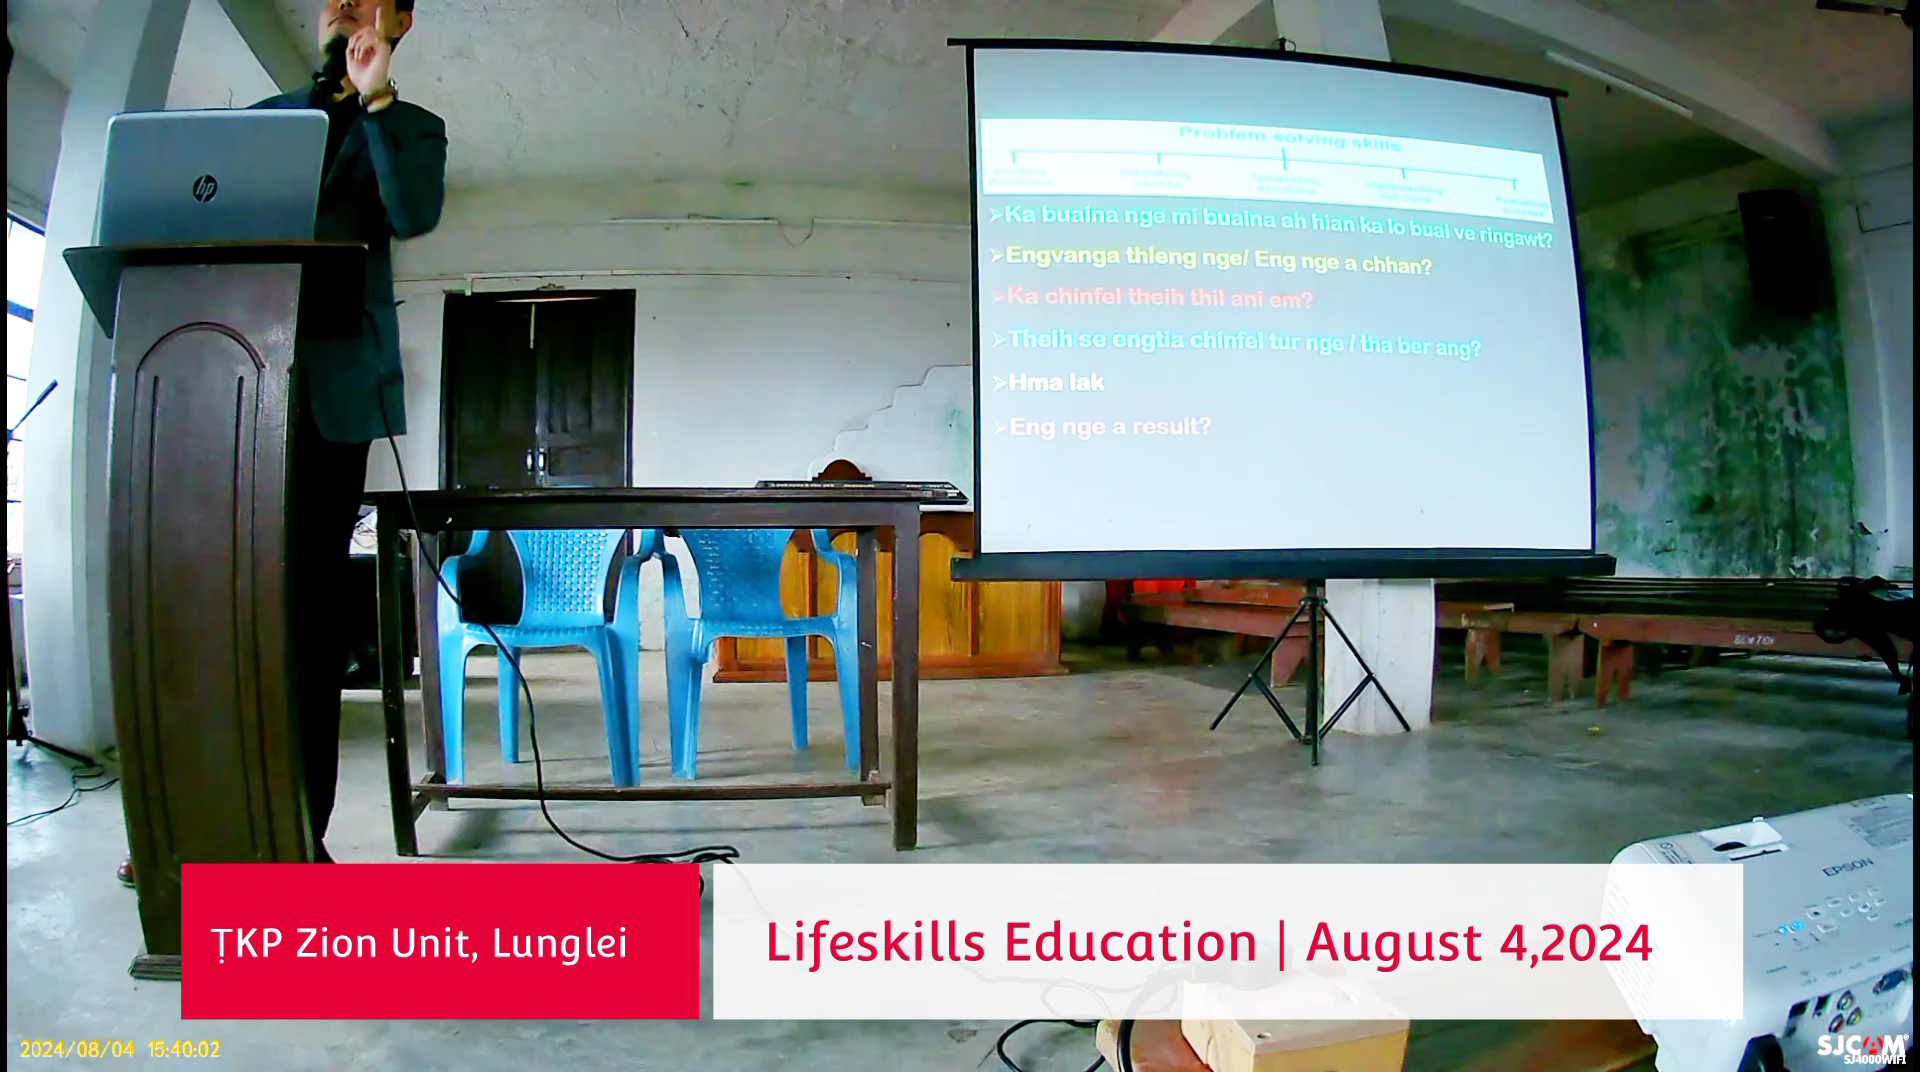 hp
Problem solving skills
➢Ka buaina nge mi buaina ah hian ka lo buai ve ringawt?
➢Engvanga thleng nge/ Eng nge a chhan?
➢Ka chinfel theih thil ani em?
➢Theih se engtia chinfel tur nge / tha ber ang?
➢Hma lak
➢Eng nge a result?
EPSON
ṬKP Zion Unit, Lunglei
Lifeskills Education | August 4,2024
2024/08/04 15:40:02
SJCAM
SJ4000WIFI